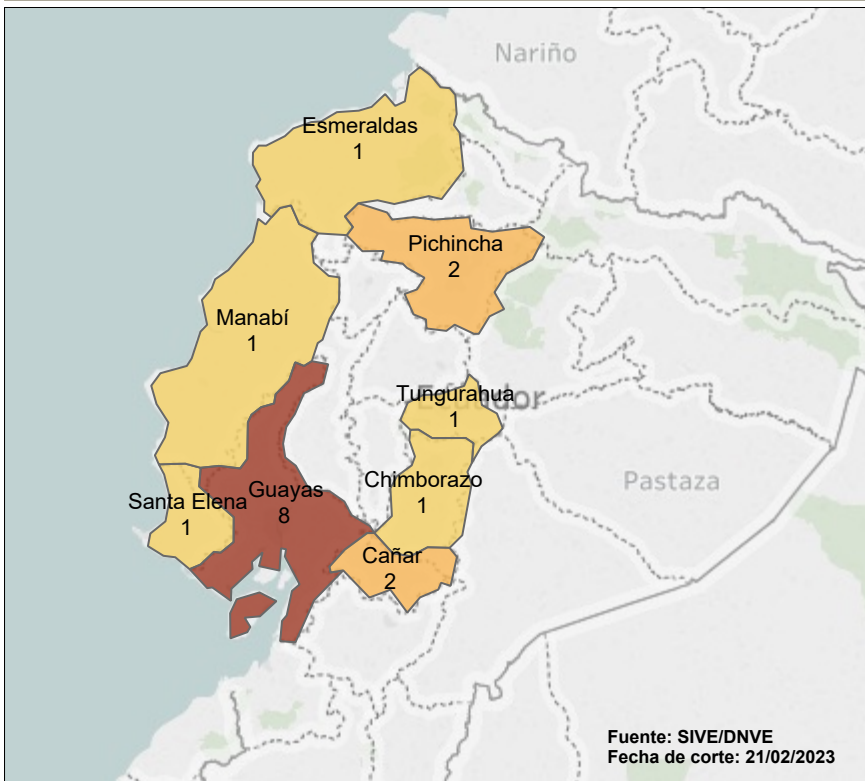 Nariño
Esmeraldas
1
Pichincha
2
Manabí
1
Tungurahua
1
Ecuador
Chimborazo
1
Pastaza
Santa Elena
1
Guayas
8
Cañar
2
Fuente: SIVE/DNVE
Fecha de corte: 21/02/2023